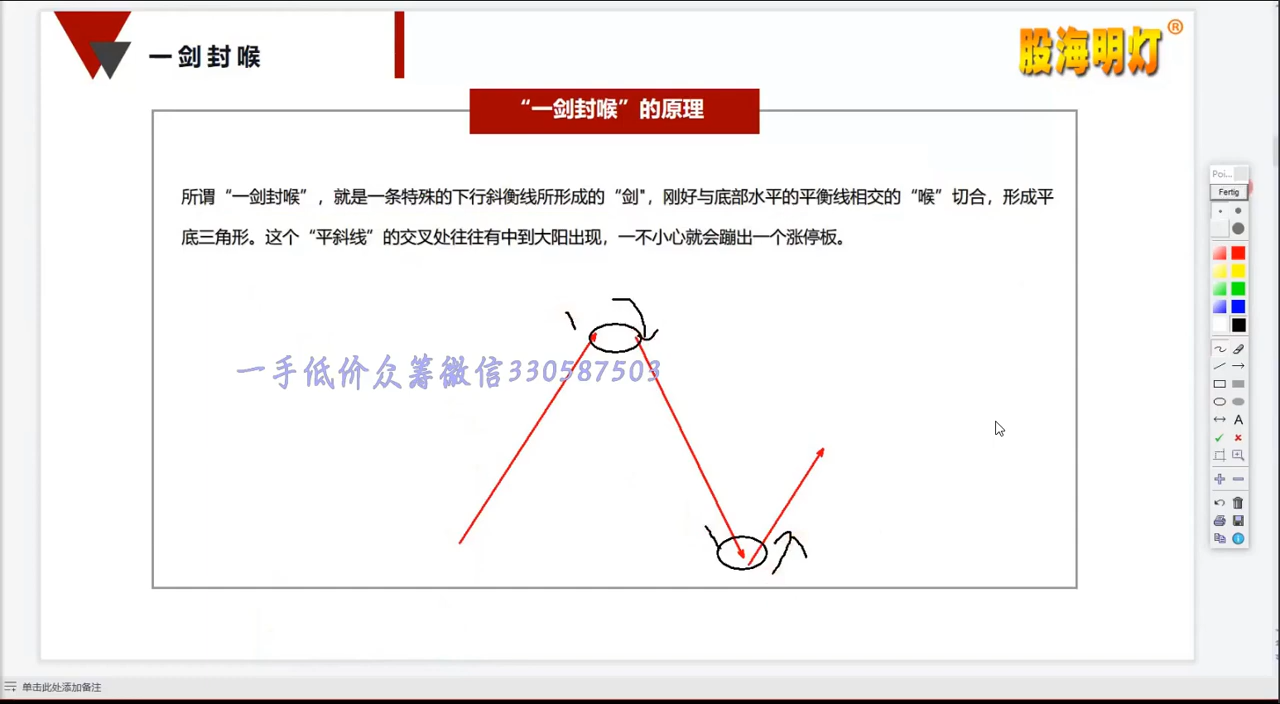 一剑封喉
股海明灯®
“一剑封喉”的原理
所谓“一剑封喉”，就是一条特殊的下行斜衡线所形成的“剑"，刚好与底部水平的平衡线相交的“喉”切合，形成平
底三角形。这个“平斜线”的交叉处往往有中到大阳出现，一不小心就会蹦出一个涨停板。
一手低价众筹微信330587503
Poi...
Fertig
A
单击此处添加备注